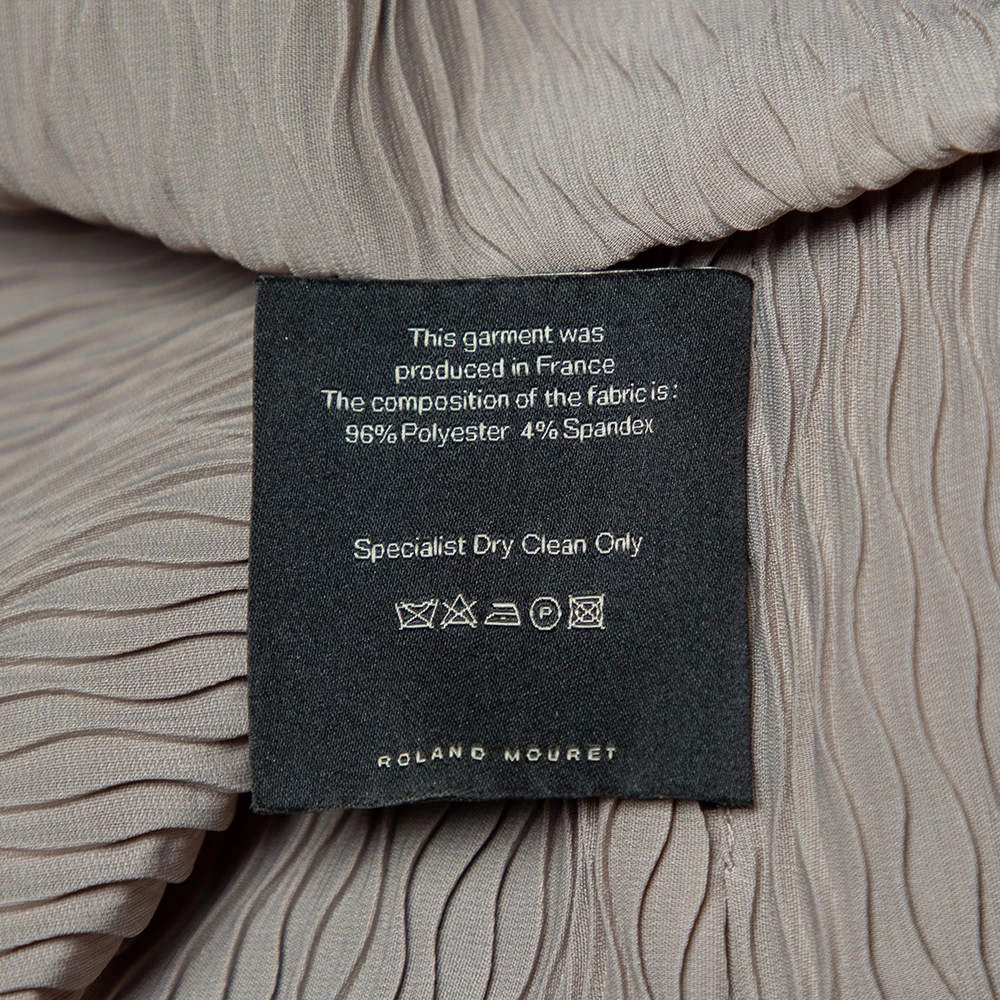 This garment was
produced in France
The composition of the fabric is:
96% Polyester 4% Spandex
Specialist Dry Clean Only
P
ROLAND MOURET